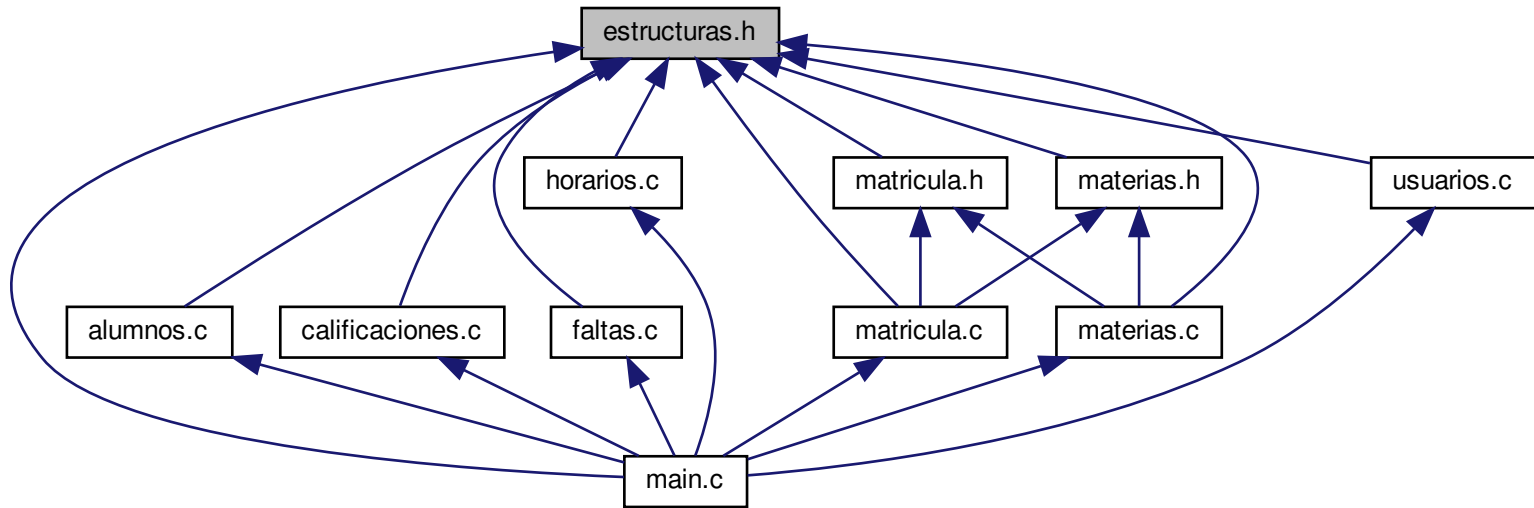 estructuras.h
horarios.c
matricula.h
materias.h
usuarios.c
alumnos.c
calificaciones.c
faltas.c
matricula.c
materias.c
main.c